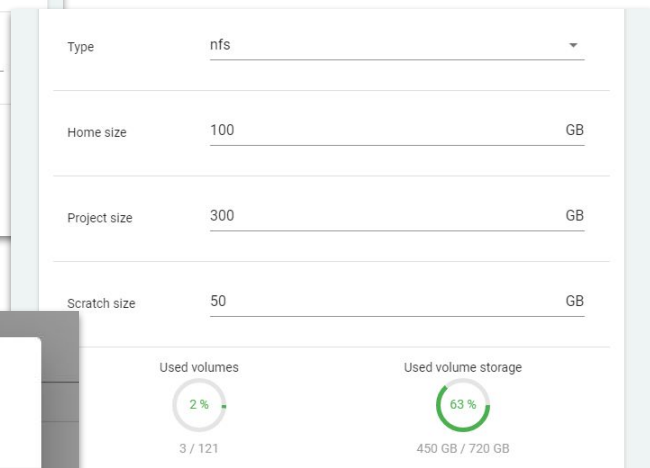 Type nfs
Home size 100 GB
Project size 300 GB
Scratch size 50 GB
Used volumes Used volume storage
2 % 63 %
3 / 121 450 GB / 720 GB